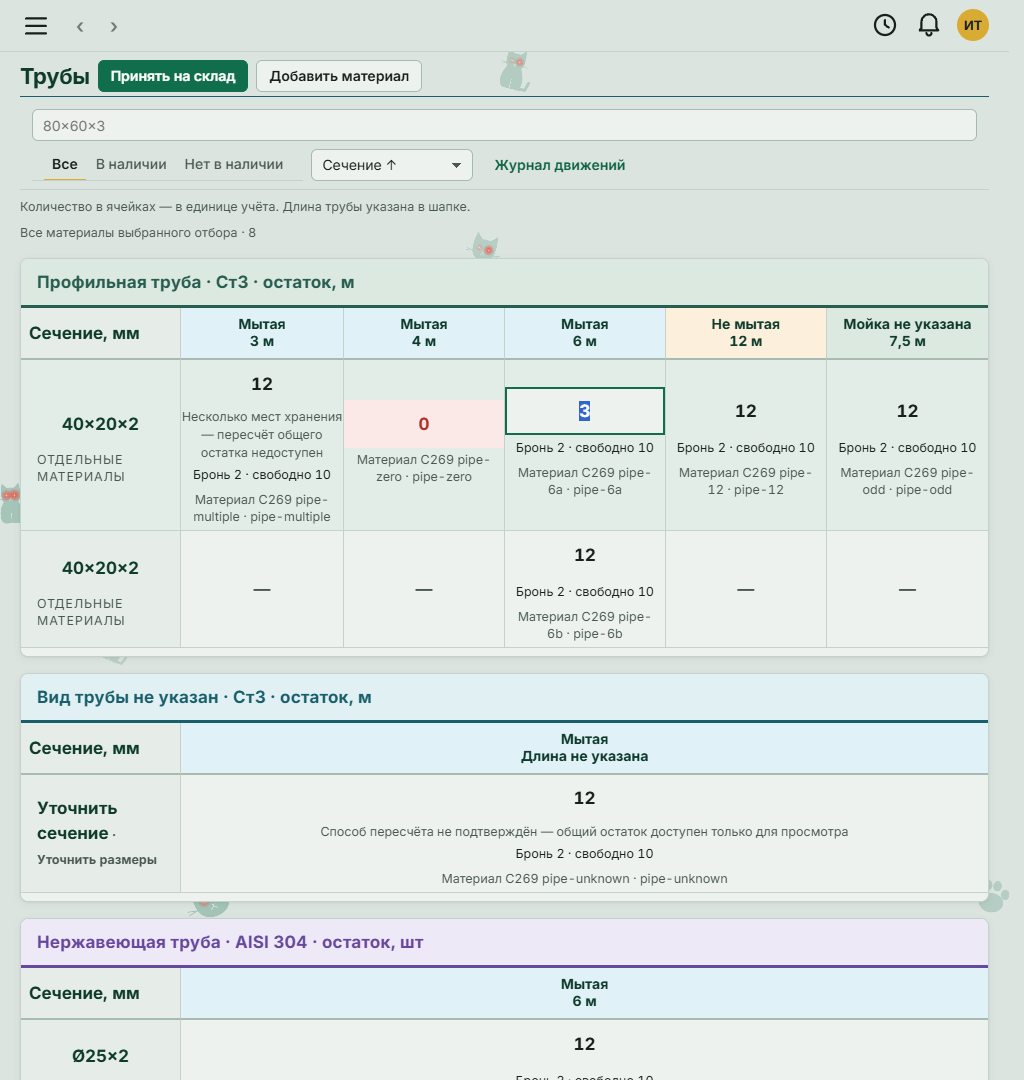 ИТ
Трубы
Принять на склад
Добавить материал
80×60×3
Все
В наличии
Нет в наличии
Сечение ↑
Журнал движений
Количество в ячейках — в единице учёта. Длина трубы указана в шапке.
Все материалы выбранного отбора · 8
Профильная труба · Ст3 · остаток, м
Сечение, мм
Мытая
3 м
Мытая
4 м
Мытая
6 м
Не мытая
12 м
Мойка не указана
7,5 м
40×20×2
ОТДЕЛЬНЫЕ
МАТЕРИАЛЫ
12
Несколько мест хранения
— пересчёт общего
остатка недоступен
Бронь 2 · свободно 10
Материал C269 pipe-
multiple · pipe-multiple
0
Материал C269 pipe-
zero · pipe-zero
3
Бронь 2 · свободно 10
Материал C269 pipe-
6a · pipe-6a
12
Бронь 2 · свободно 10
Материал C269 pipe-
12 · pipe-12
12
Бронь 2 · свободно 10
Материал C269 pipe-
odd · pipe-odd
40×20×2
ОТДЕЛЬНЫЕ
МАТЕРИАЛЫ
—
—
12
Бронь 2 · свободно 10
Материал C269 pipe-
6b · pipe-6b
—
—
Вид трубы не указан · Ст3 · остаток, м
Сечение, мм
Мытая
Длина не указана
Уточнить
сечение ·
Уточнить размеры
12
Способ пересчёта не подтверждён — общий остаток доступен только для просмотра
Бронь 2 · свободно 10
Материал C269 pipe-unknown · pipe-unknown
Нержавеющая труба · AISI 304 · остаток, шт
Сечение, мм
Мытая
6 м
Ø25×2
12
Бронь 2 · свободно 10